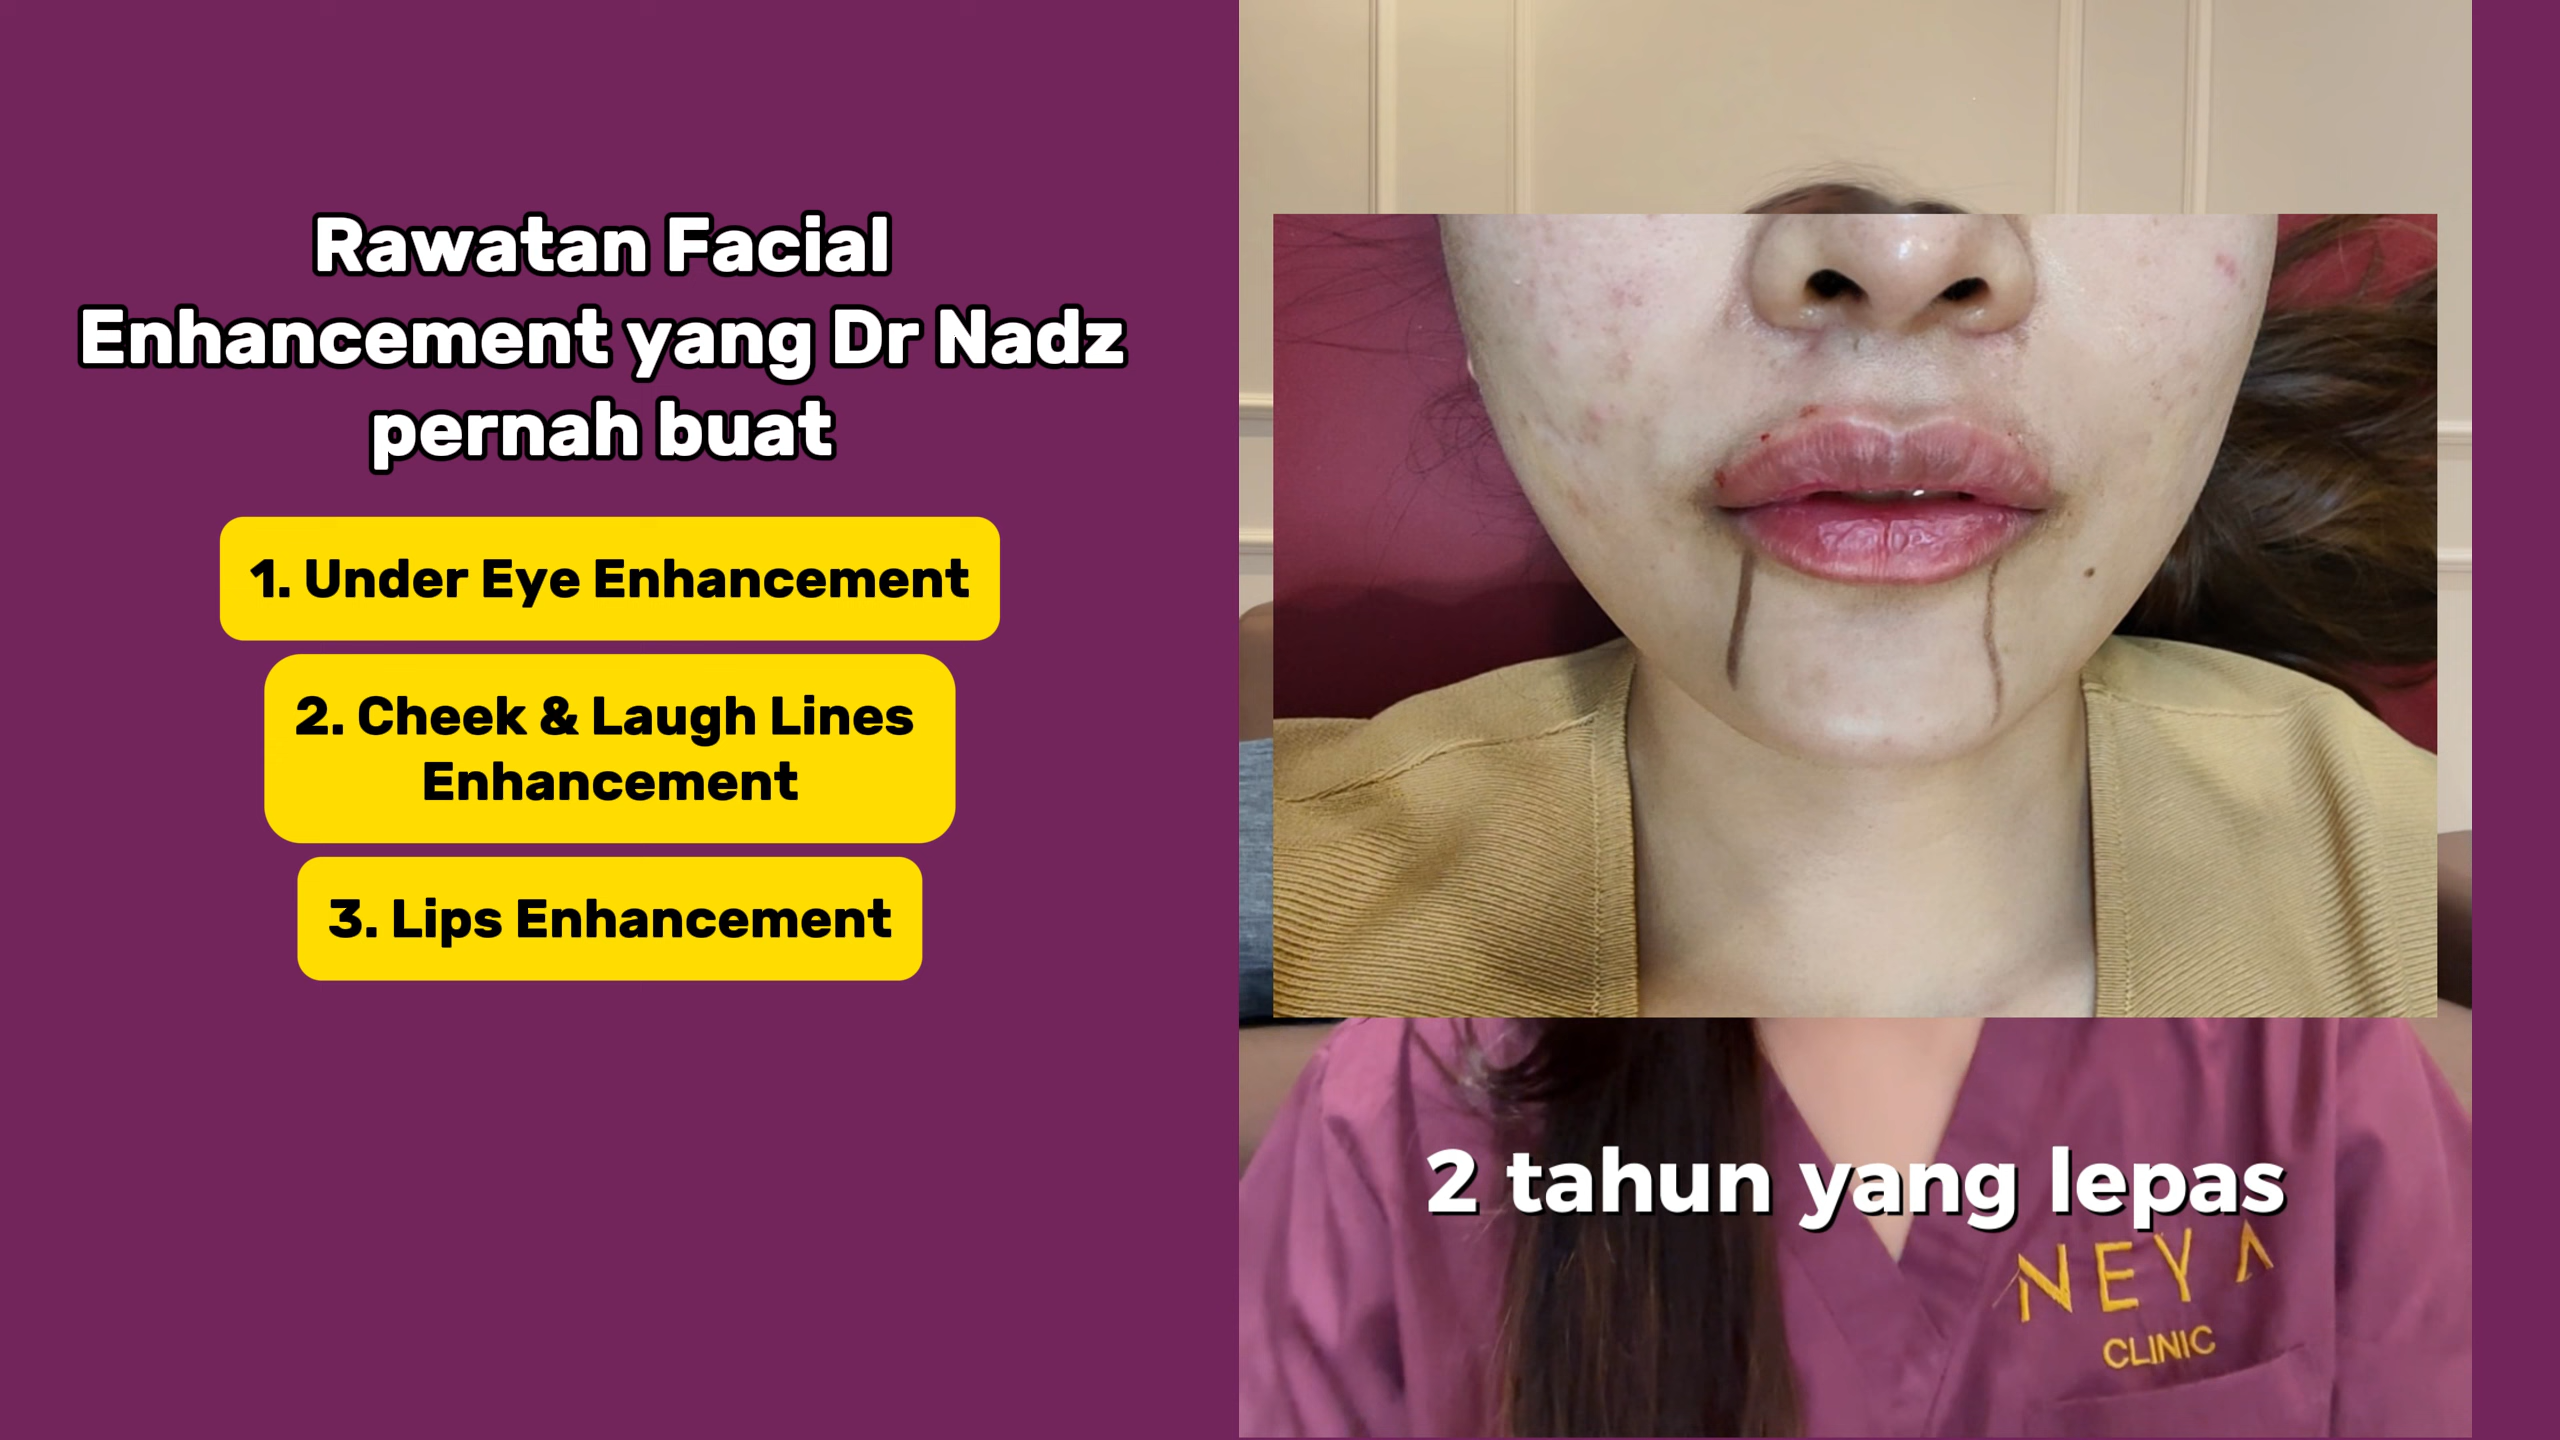 Rawatan Facial
Enhancement yang Dr Nadz
pernah buat
1. Under Eye Enhancement
2. Cheek & Laugh Lines
Enhancement
3. Lips Enhancement
2 tahun yang lepas
NEYA
CLINIC